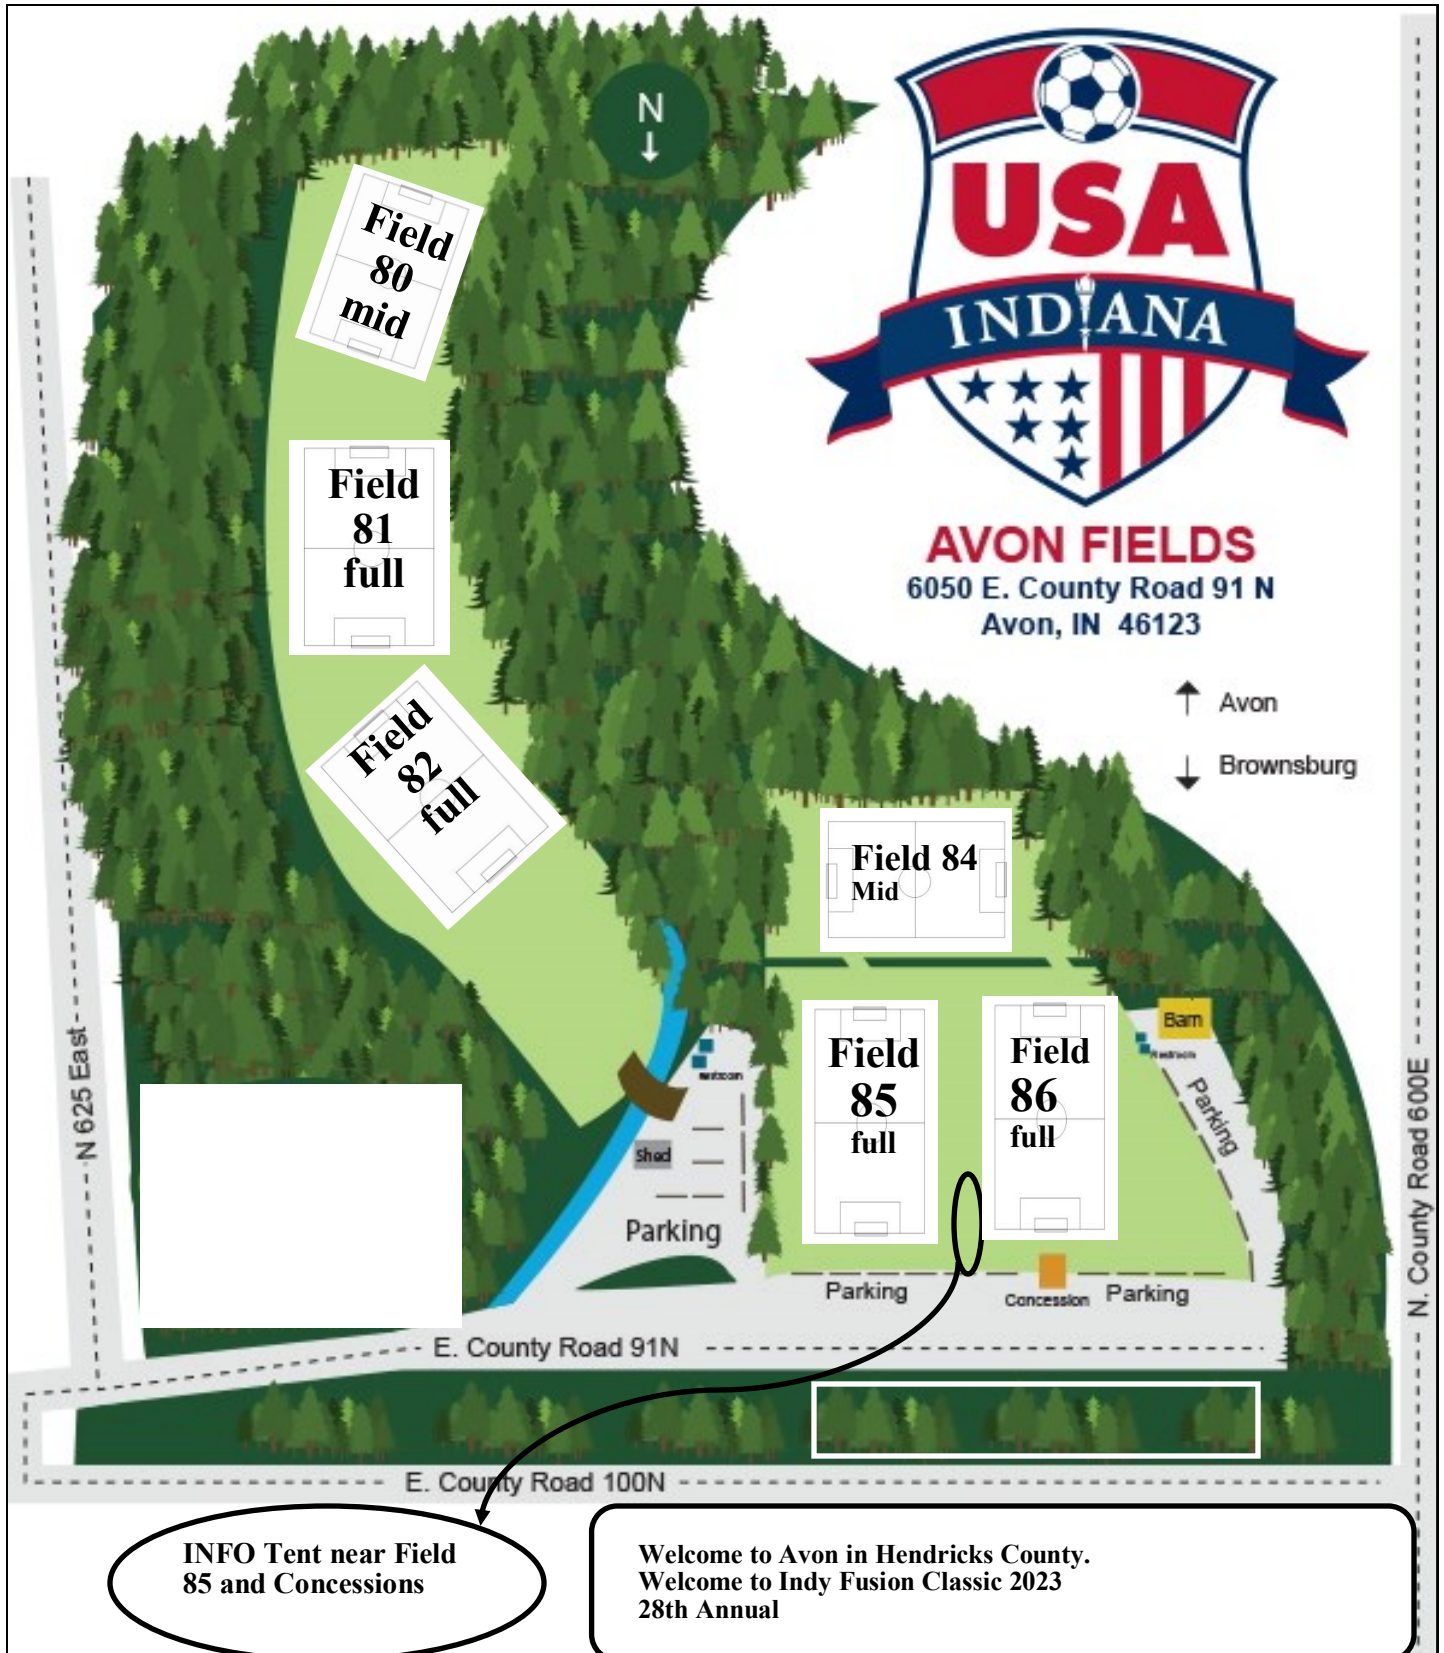 N
USA
INDIANA
AVON FIELDS
6050 E. County Road 91 N
Avon, IN 46123
Avon
Brownsburg
Field
80
mid
Field
81
full
Field
82
full
Field 84
Mid
Field
85
full
Field
86
full
Barn
Restroom
Parking
Restroom
Shed
Parking
Parking
Concession
Parking
N 625 East
N. County Road 600E
E. County Road 91N
E. County Road 100N
INFO Tent near Field
85 and Concessions
Welcome to Avon in Hendricks County.
Welcome to Indy Fusion Classic 2023
28th Annual